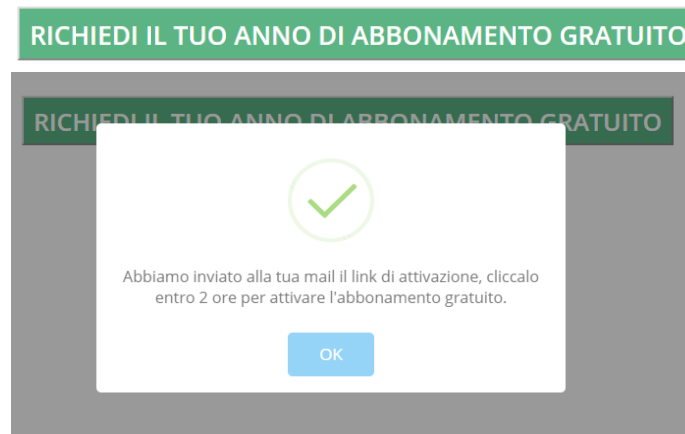 RICHIEDI IL TUO ANNO DI ABBONAMENTO GRATUITO
RICHIEDI IL TUO ANNO DI ABBONAMENTO GRATUITO
Abbiamo inviato alla tua mail il link di attivazione, cliccalo
entro 2 ore per attivare l'abbonamento gratuito.
OK